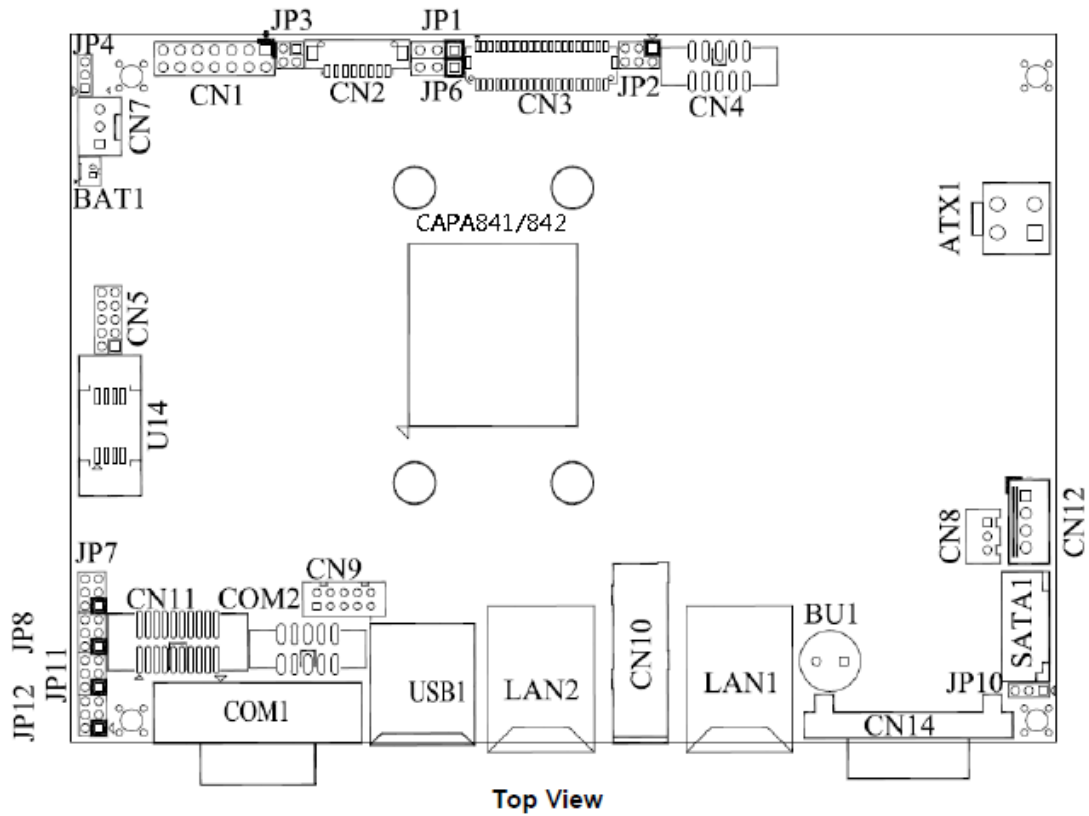 JP3
JP1
JP4
CN1
CN2
JP6
CN3
JP2
CN4
CN7
BAT1
CAPA841/842
ATX1
CN5
U14
CN12
CN8
JP7
CN9
CN11
COM2
JP8
BU1
SATA1
CN10
JP11
USB1
LAN2
LAN1
JP10
JP12
COM1
CN14
Top View